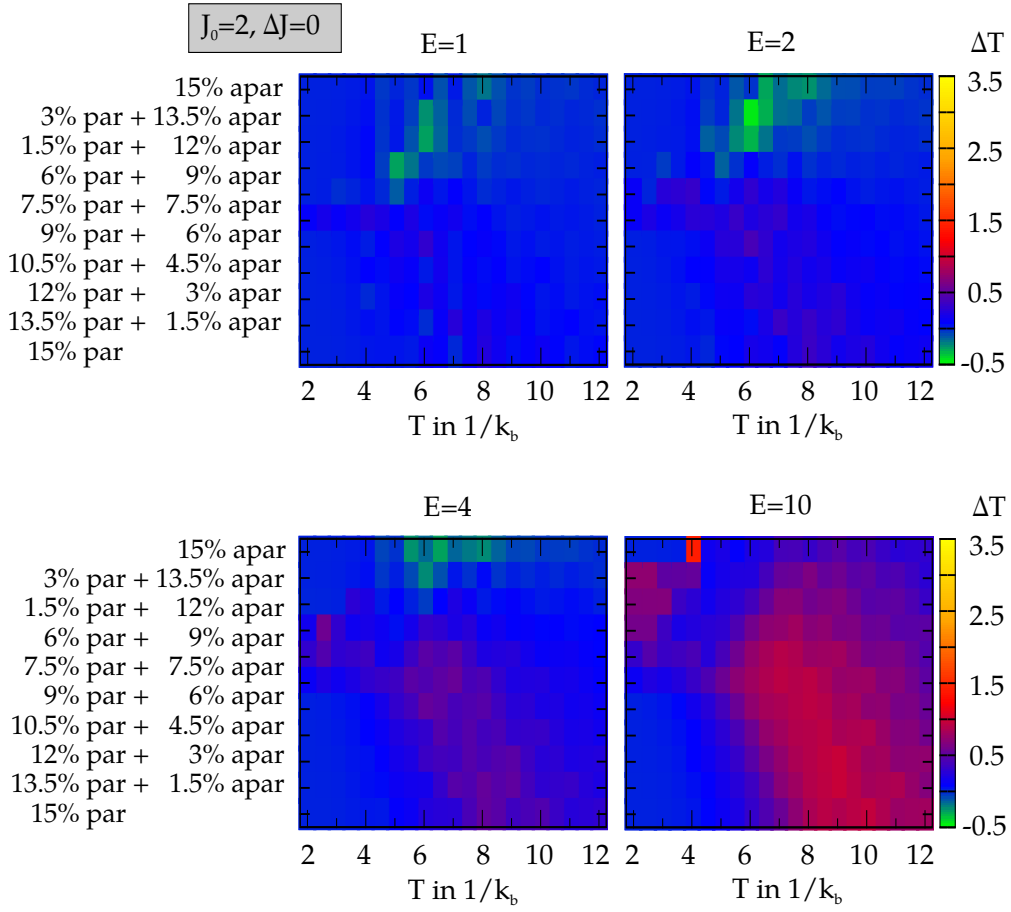 J₀=2, ΔJ=0
E=1
E=2
ΔT
15% apar
3% par + 13.5% apar
1.5% par + 12% apar
6% par + 9% apar
7.5% par + 7.5% apar
9% par + 6% apar
10.5% par + 4.5% apar
12% par + 3% apar
13.5% par + 1.5% apar
15% par
3.5
2.5
1.5
0.5
-0.5
2 4 6 8 10 12
2 4 6 8 10 12
T in 1/k_b
T in 1/k_b
E=4
E=10
ΔT
15% apar
3% par + 13.5% apar
1.5% par + 12% apar
6% par + 9% apar
7.5% par + 7.5% apar
9% par + 6% apar
10.5% par + 4.5% apar
12% par + 3% apar
13.5% par + 1.5% apar
15% par
3.5
2.5
1.5
0.5
-0.5
2 4 6 8 10 12
2 4 6 8 10 12
T in 1/k_b
T in 1/k_b